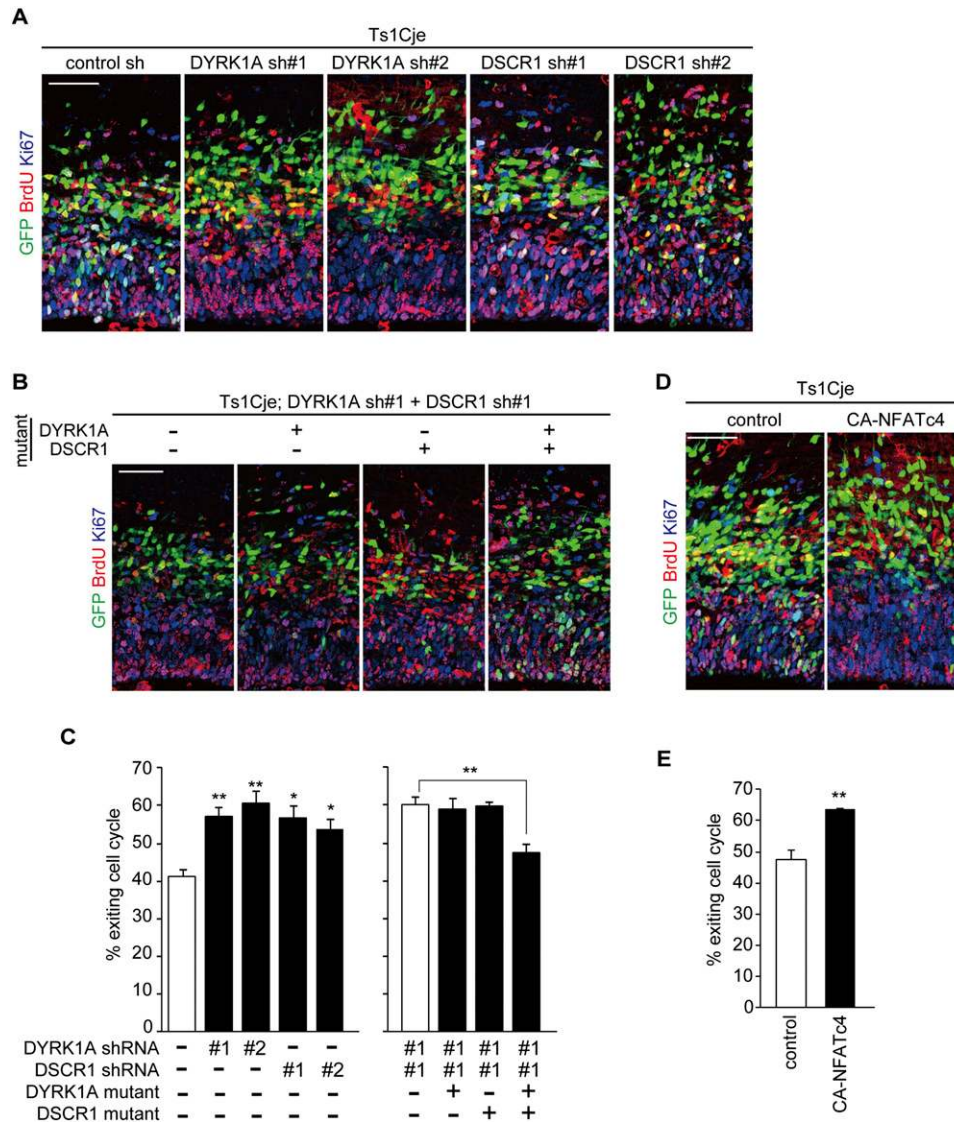 A
Ts1Cje
control sh DYRK1A sh#1 DYRK1A sh#2 DSCR1 sh#1 DSCR1 sh#2
GFP BrdU Ki67
B
Ts1Cje; DYRK1A sh#1 + DSCR1 sh#1
mutant
DYRK1A - + - +
DSCR1 - - + +
GFP BrdU Ki67
D
Ts1Cje
control CA-NFATc4
GFP BrdU Ki67
C
% exiting cell cycle
70
60
50
40
30
20
10
0
** ** * *
**
DYRK1A shRNA - #1 #2 - - #1 #1 #1 #1
DSCR1 shRNA - - - #1 #2 #1 #1 #1 #1
DYRK1A mutant - + - +
DSCR1 mutant - - + +
E
% exiting cell cycle
70
60
50
40
30
20
10
0
**
control
CA-NFATc4